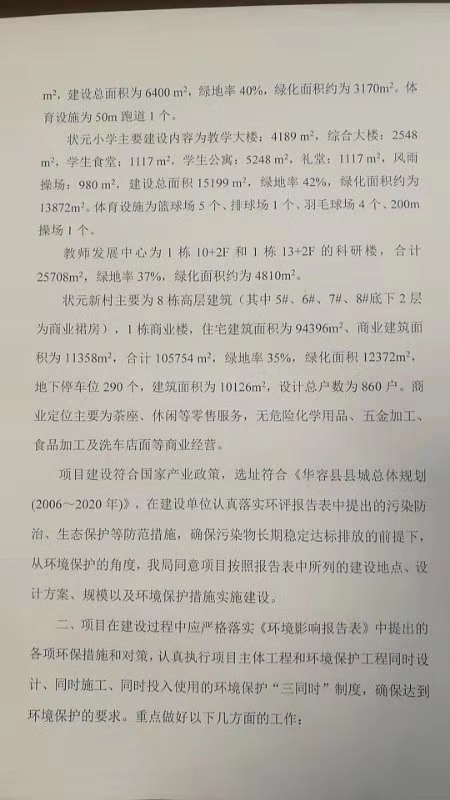 m²，建设总面积为 6400 m²，绿地率 40%，绿化面积约为 3170m²。体
育设施为 50m 跑道 1 个。
状元小学主要建设内容为教学大楼：4189 m²，综合大楼：2548
m²，学生食堂：1117 m²，学生公寓：5248 m²，礼堂：1117 m²，风雨
操场：980 m²，建设总面积 15199 m²，绿地率 42%，绿化面积约为
13872m²。体育设施为篮球场 5 个、排球场 1 个、羽毛球场 4 个、200m
操场 1 个。
教师发展中心为 1 栋 10+2F 和 1 栋 13+2F 的科研楼，合计
25708m²，绿地率 37%，绿化面积约为 4810m²。
状元新村主要为 8 栋高层建筑（其中 5#、6#、7#、8#底下 2 层
为商业裙房），1 栋商业楼，住宅建筑面积为 94396m²、商业建筑面
积为 11358m²，合计 105754 m²，绿地率 35%，绿化面积 12372m²，
地下停车位 290 个，建筑面积为 10126m²，设计总户数为 860 户。商
业定位主要为茶座、休闲等零售服务，无危险化学用品、五金加工、
食品加工及洗车店面等商业经营。
项目建设符合国家产业政策，选址符合《华容县县城总体规划
(2006～2020 年)》，在建设单位认真落实环评报告表中提出的污染防
治、生态保护等防范措施，确保污染物长期稳定达标排放的前提下，
从环境保护的角度，我局同意项目按照报告表中所列的建设地点、设
计方案、规模以及环境保护措施实施建设。
二、项目在建设过程中应严格落实《环境影响报告表》中提出的
各项环保措施和对策，认真执行项目主体工程和环境保护工程同时设
计、同时施工、同时投入使用的环境保护“三同时”制度，确保达到
环境保护的要求。重点做好以下几方面的工作：